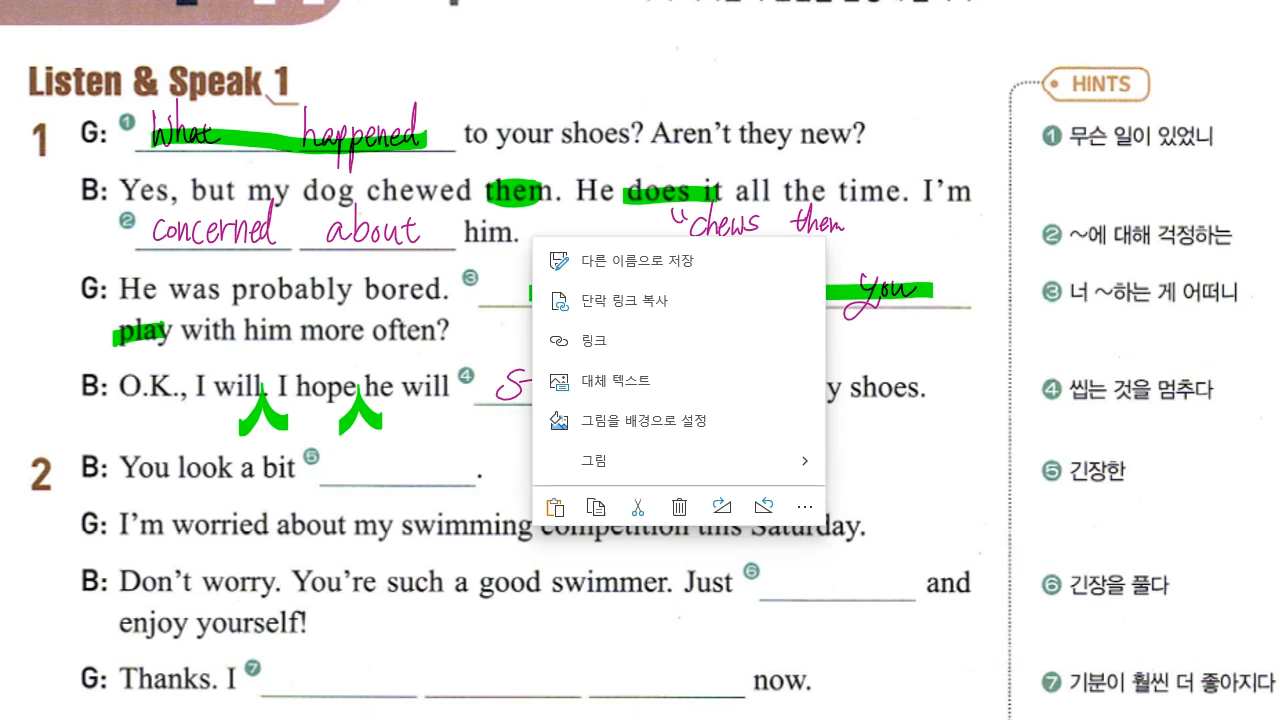 Listen & Speak 1
HINTS
1 G: ① What happened to your shoes? Aren't they new?
① 무슨 일이 있었니
B: Yes, but my dog chewed them. He does it all the time. I'm
"chews them
② concerned about him.
② ~에 대해 걱정하는
G: He was probably bored. ③ you
③ 너 ~하는 게 어떠니
play with him more often?
B: O.K., I will. I hope he will ④ y shoes.
④ 씹는 것을 멈추다
다른 이름으로 저장
단락 링크 복사
링크
대체 텍스트
그림을 배경으로 설정
그림
2 B: You look a bit ⑤ .
⑤ 긴장한
G: I'm worried about my swimming competition this Saturday.
B: Don't worry. You're such a good swimmer. Just ⑥ and
⑥ 긴장을 풀다
enjoy yourself!
G: Thanks. I ⑦ now.
⑦ 기분이 훨씬 더 좋아지다